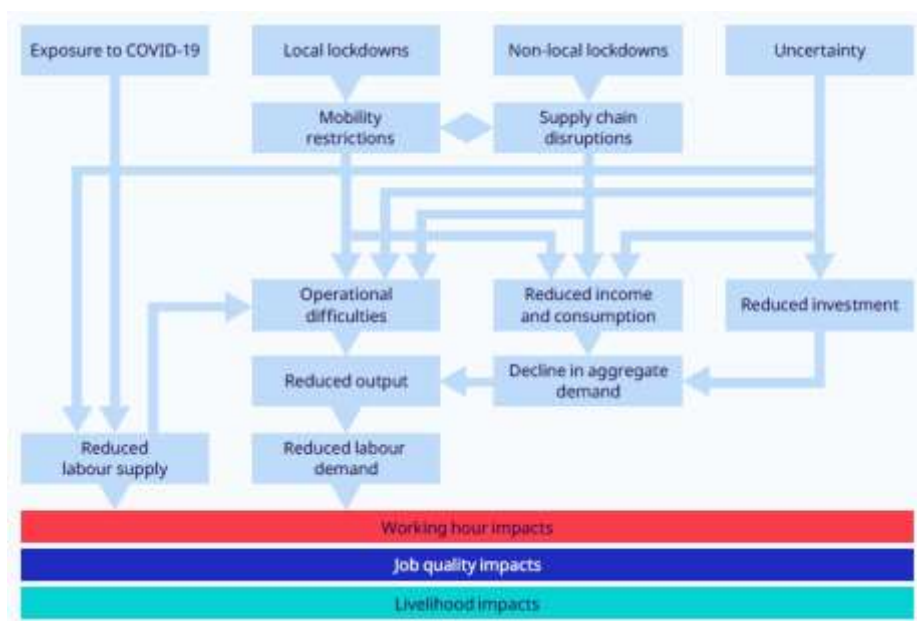 Exposure to COVID-19
Local lockdowns
Non-local lockdowns
Uncertainty
Mobility
restrictions
Supply chain
disruptions
Operational
difficulties
Reduced income
and consumption
Reduced investment
Reduced output
Decline in aggregate
demand
Reduced
labour supply
Reduced labour
demand
Working hour impacts
Job quality impacts
Livelihood impacts